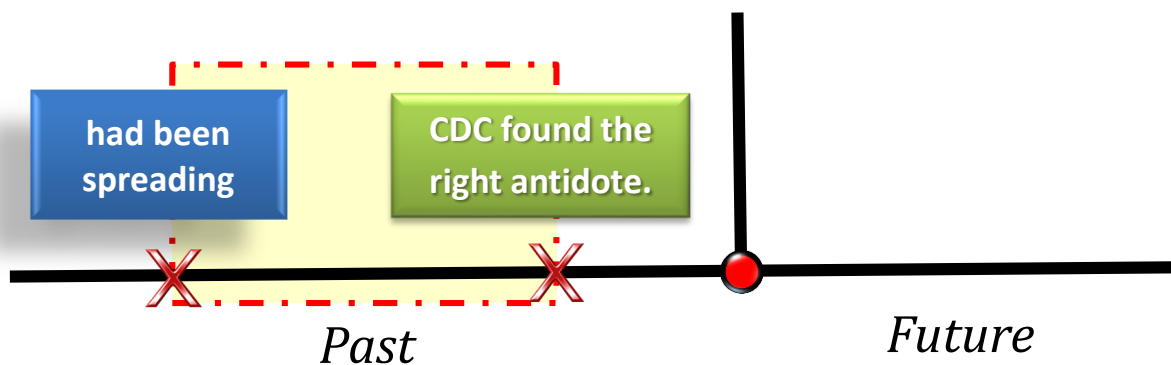 had been
spreading
CDC found the
right antidote.
Past
Future